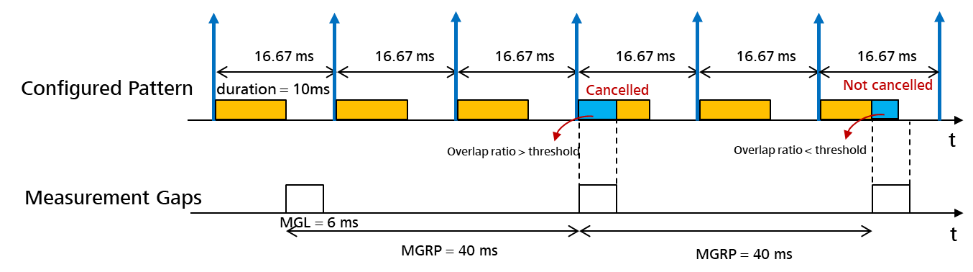 16.67 ms 16.67 ms 16.67 ms 16.67 ms 16.67 ms 16.67 ms
Configured Pattern
duration = 10ms
Cancelled
Not cancelled
t
Overlap ratio > threshold
Overlap ratio < threshold
Measurement Gaps
t
MGL = 6 ms
MGRP = 40 ms
MGRP = 40 ms